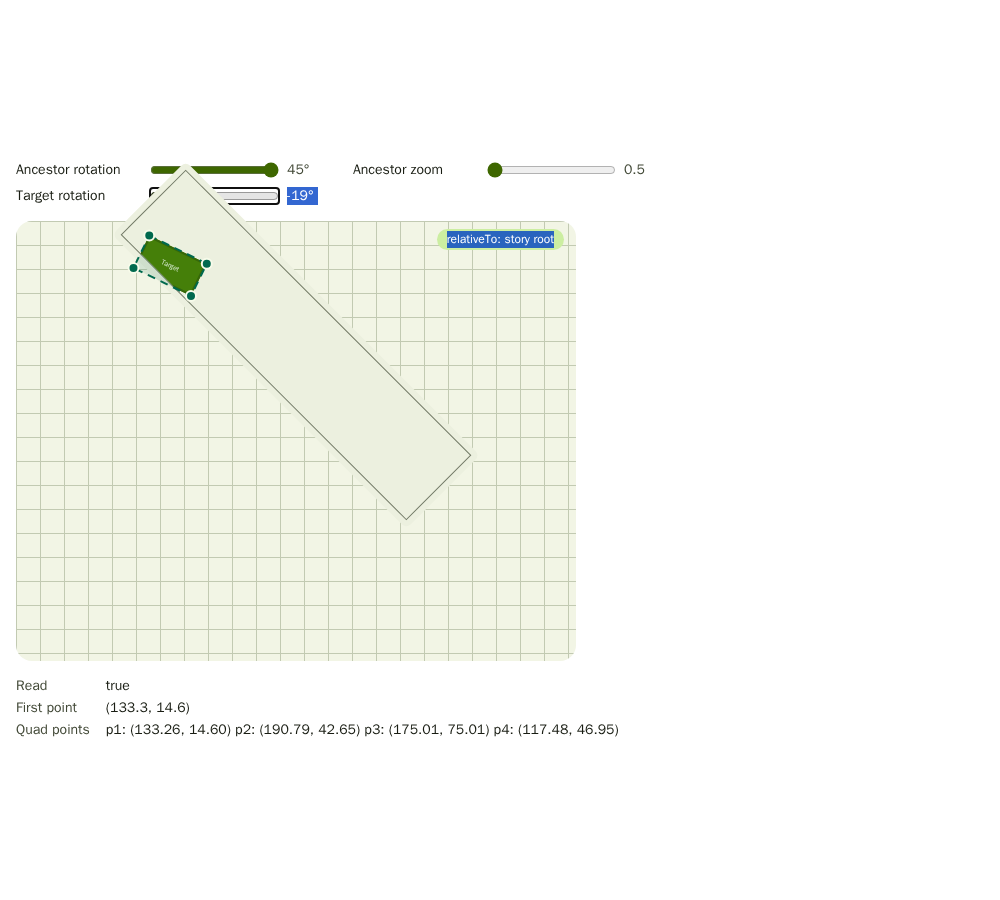 Ancestor rotation 45° Ancestor zoom 0.5
Target rotation -19°
relativeTo: story root
Target
Read true
First point (133.3, 14.6)
Quad points p1: (133.26, 14.60) p2: (190.79, 42.65) p3: (175.01, 75.01) p4: (117.48, 46.95)